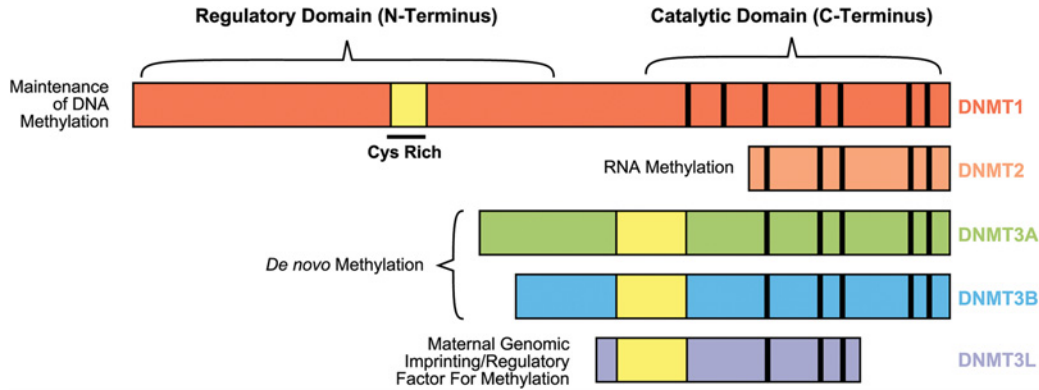 Regulatory Domain (N-Terminus)
Catalytic Domain (C-Terminus)
Maintenance
of DNA
Methylation
DNMT1
Cys Rich
RNA Methylation
DNMT2
DNMT3A
De novo Methylation
DNMT3B
Maternal Genomic
Imprinting/Regulatory
Factor For Methylation
DNMT3L